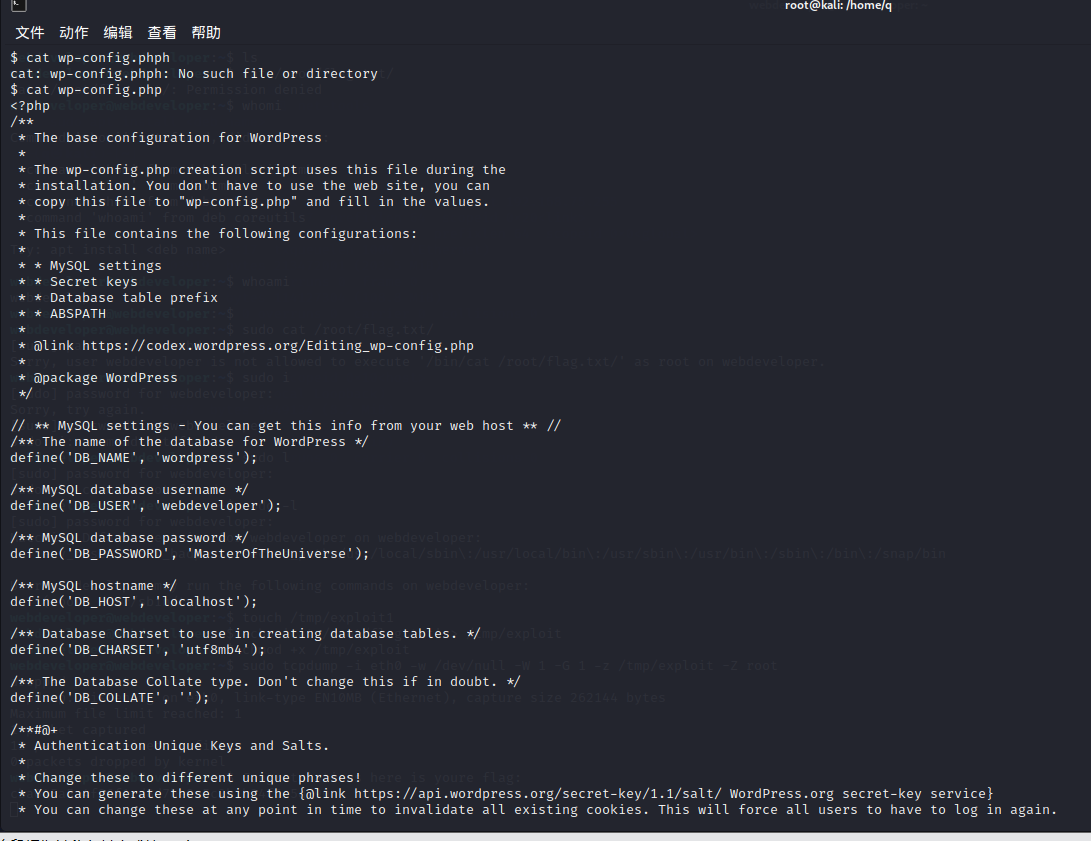 root@kali: /home/q
文件 动作 编辑 查看 帮助
$ cat wp-config.phph
cat: wp-config.phph: No such file or directory
$ cat wp-config.php
<?php
/**
 * The base configuration for WordPress
 *
 * The wp-config.php creation script uses this file during the
 * installation. You don't have to use the web site, you can
 * copy this file to "wp-config.php" and fill in the values.
 *
 * This file contains the following configurations:
 *
 * * MySQL settings
 * * Secret keys
 * * Database table prefix
 * * ABSPATH
 *
 * @link https://codex.wordpress.org/Editing_wp-config.php
 *
 * @package WordPress
 */
// ** MySQL settings - You can get this info from your web host ** //
/** The name of the database for WordPress */
define('DB_NAME', 'wordpress');
/** MySQL database username */
define('DB_USER', 'webdeveloper');
/** MySQL database password */
define('DB_PASSWORD', 'MasterOfTheUniverse');
/** MySQL hostname */
define('DB_HOST', 'localhost');
/** Database Charset to use in creating database tables. */
define('DB_CHARSET', 'utf8mb4');
/** The Database Collate type. Don't change this if in doubt. */
define('DB_COLLATE', '');
/**#@+
 * Authentication Unique Keys and Salts.
 *
 * Change these to different unique phrases!
 * You can generate these using the {@link https://api.wordpress.org/secret-key/1.1/salt/ WordPress.org secret-key service}
 * You can change these at any point in time to invalidate all existing cookies. This will force all users to have to log in again.